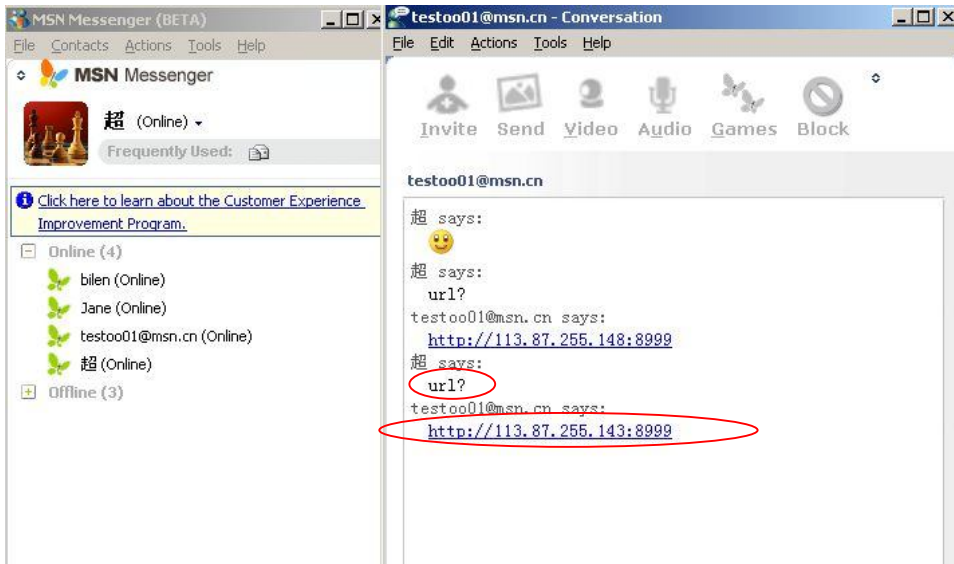 MSN Messenger (BETA)
File Contacts Actions Tools Help
MSN Messenger
超 (Online)
Frequently Used:
Click here to learn about the Customer Experience
Improvement Program.
Online (4)
bilen (Online)
Jane (Online)
testoo01@msn.cn (Online)
超 (Online)
Offline (3)
testoo01@msn.cn - Conversation
File Edit Actions Tools Help
Invite Send Video Audio Games Block
testoo01@msn.cn
超 says:
超 says:
url?
testoo01@msn.cn says:
http://113.87.255.148:8999
超 says:
url?
testoo01@msn.cn says:
http://113.87.255.143:8999